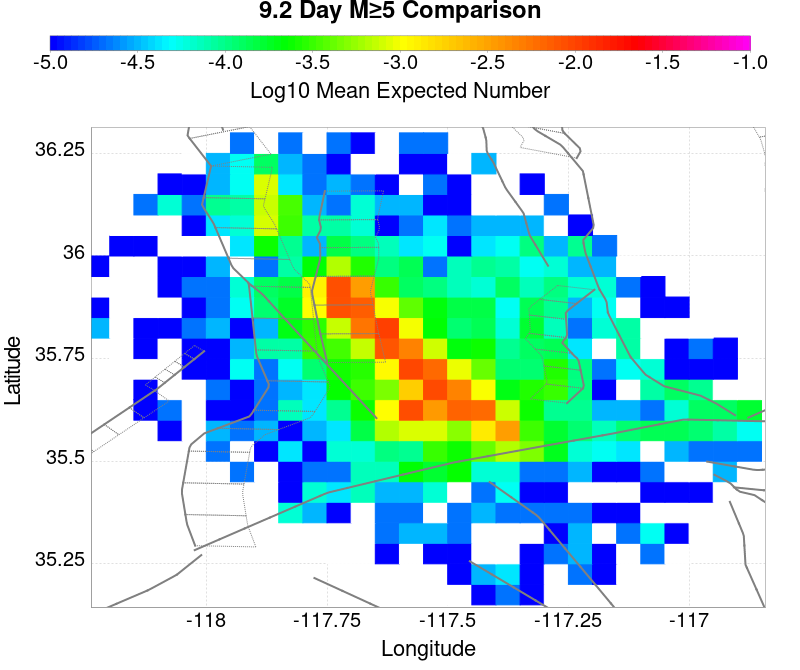 9.2 Day M≥5 Comparison
-5.0 -4.5 -4.0 -3.5 -3.0 -2.5 -2.0 -1.5 -1.0
Log10 Mean Expected Number
36.25
36
35.75
35.5
35.25
Latitude
-118 -117.75 -117.5 -117.25 -117
Longitude